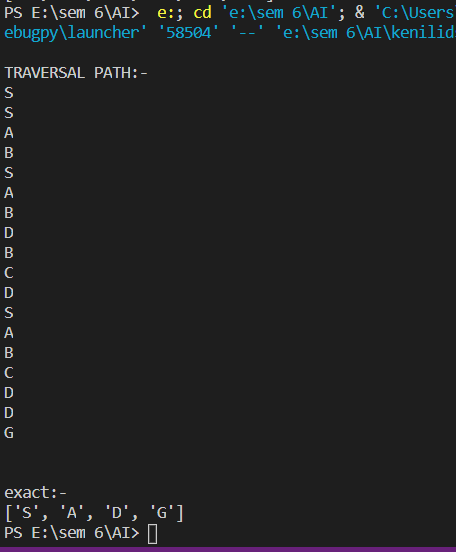 PS E:\sem 6\AI>  e:; cd 'e:\sem 6\AI'; & 'C:\Users
ebugpy\launcher' '58504' '--' 'e:\sem 6\AI\kenilid
TRAVERSAL PATH:-
S
S
A
B
S
A
B
D
B
C
D
S
A
B
C
D
D
G
exact:-
['S', 'A', 'D', 'G']
PS E:\sem 6\AI>